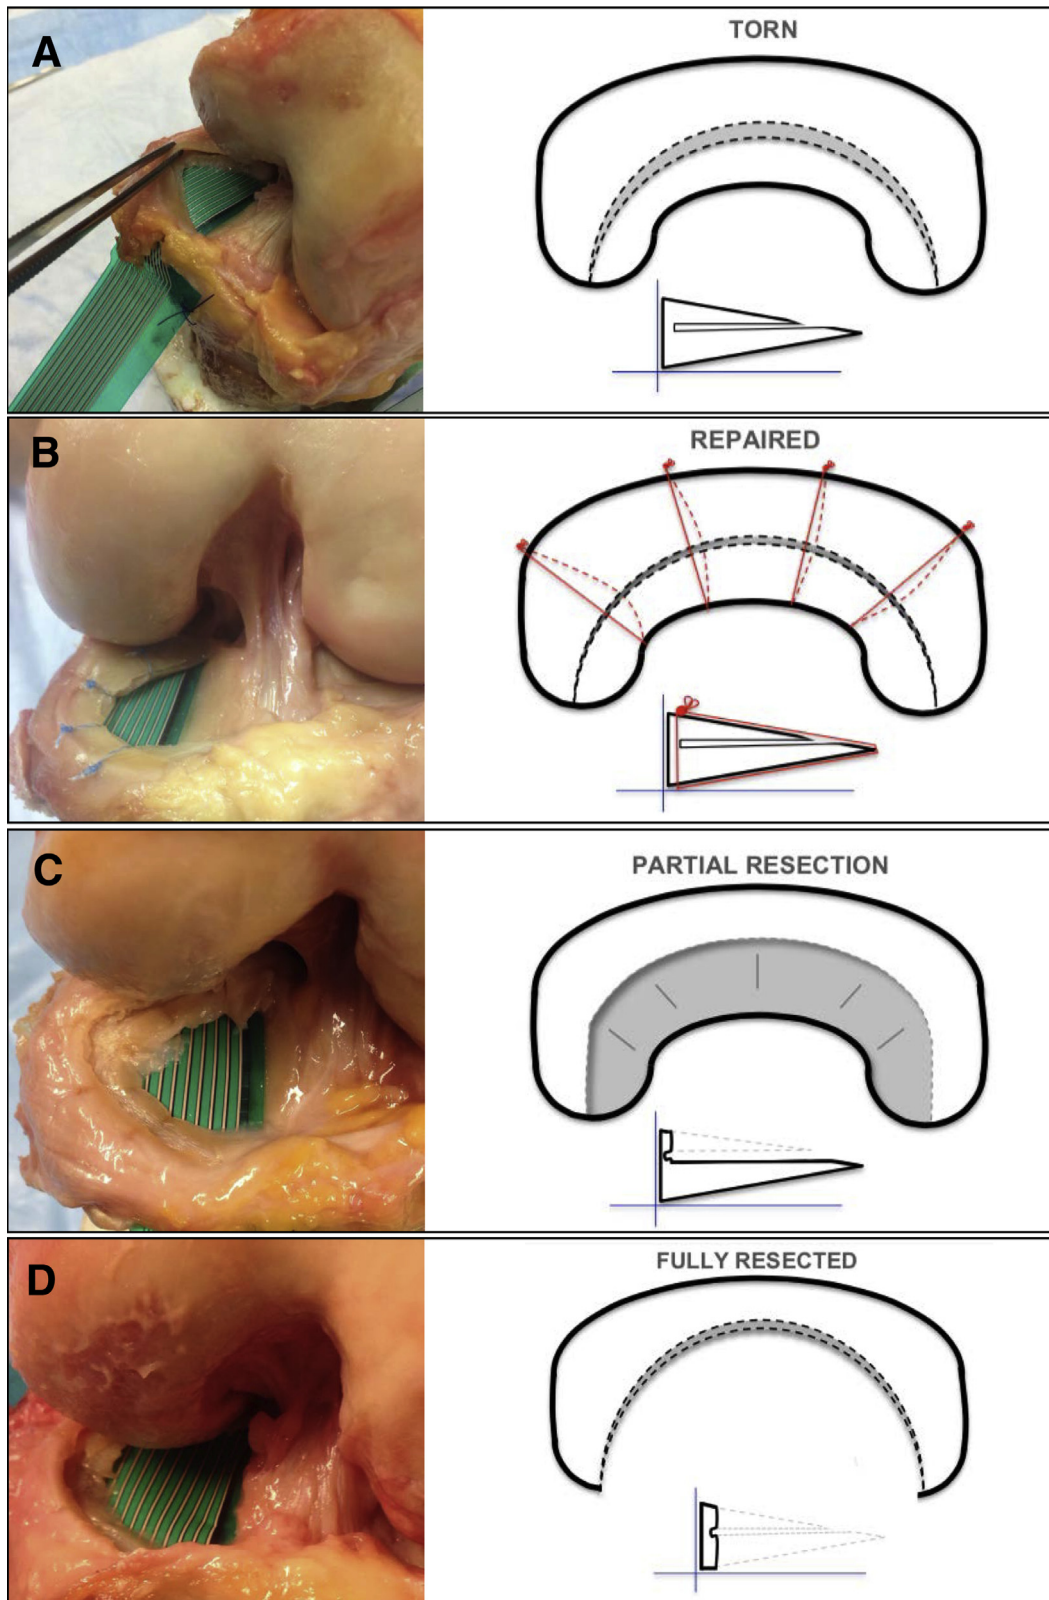 A
TORN
B
REPAIRED
C
PARTIAL RESECTION
D
FULLY RESECTED